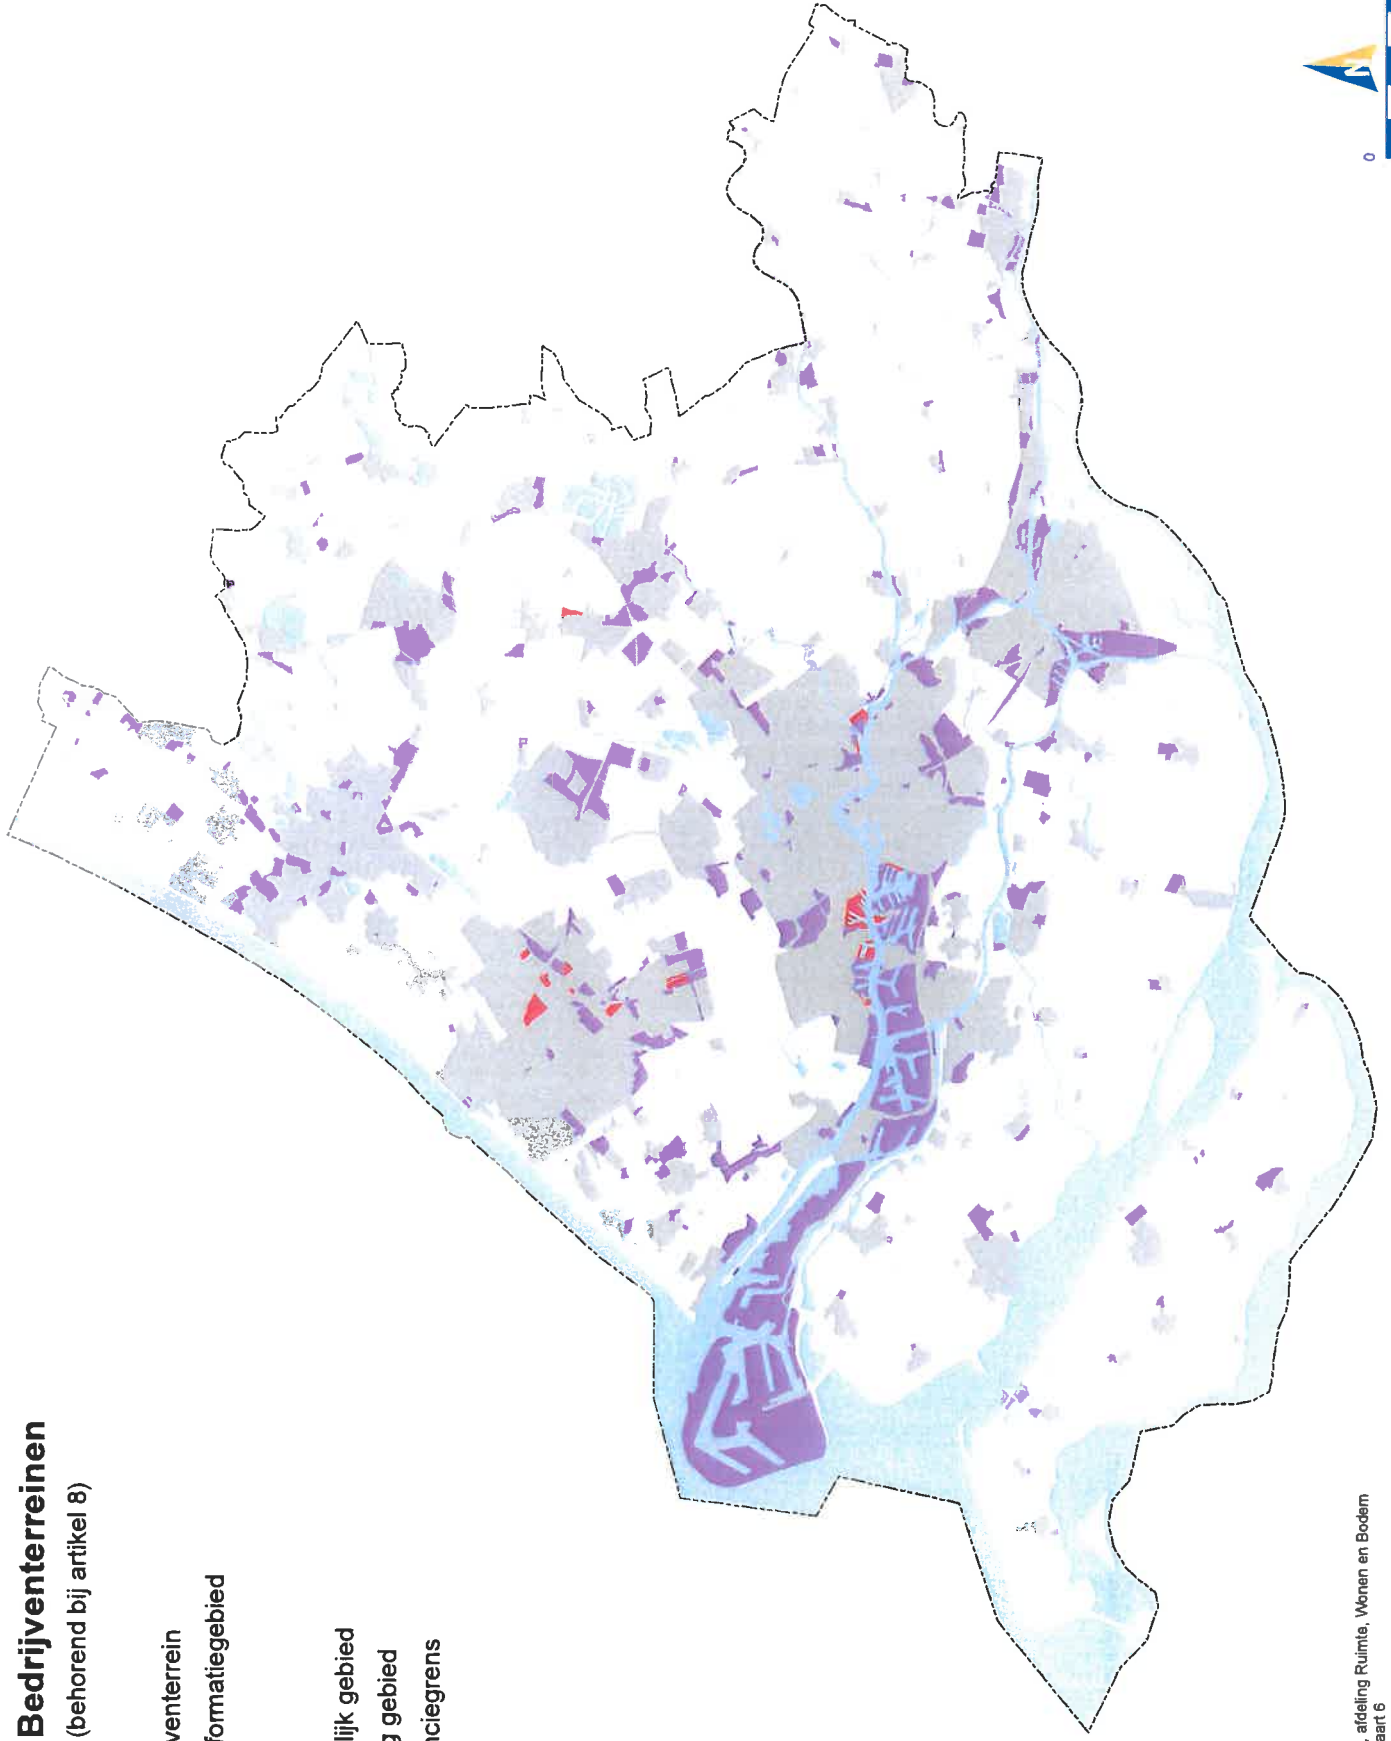 Bedrijventerreinen
(behorend bij artikel 8)
venterrein
formatiegebied
lijk gebied
g gebied
nciegrens
N
0
, afdeling Ruimte, Wonen en Bodem
aart 6